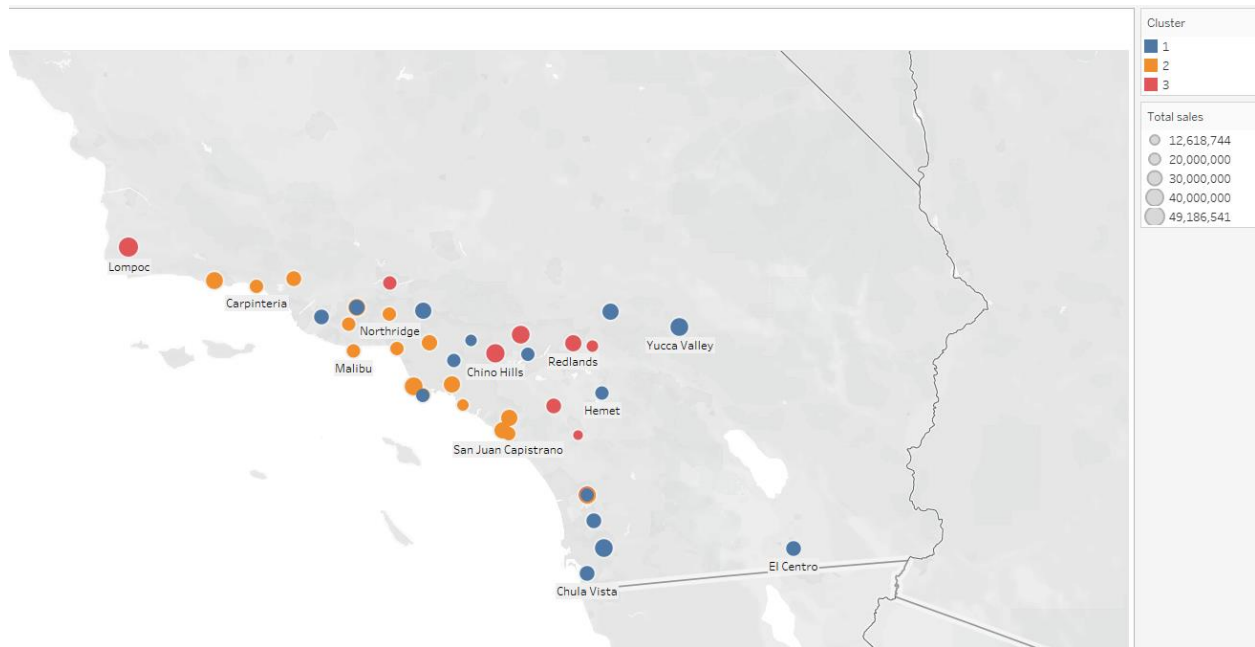 Cluster
1
2
3
Total sales
12,618,744
20,000,000
30,000,000
40,000,000
49,186,541
Lompoc
Carpinteria
Northridge
Yucca Valley
Redlands
Malibu
Chino Hills
Hemet
San Juan Capistrano
El Centro
Chula Vista